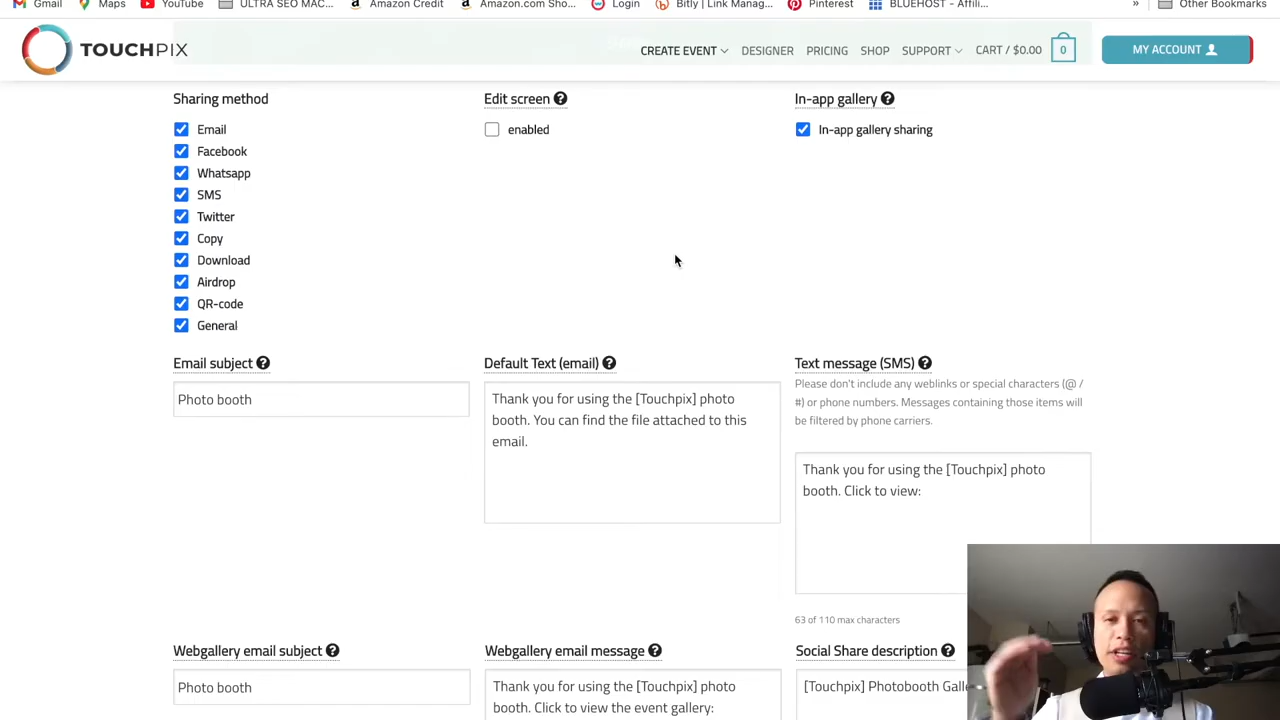 Gmail
Maps
YouTube
ULTRA SEO MAC...
Amazon Credit
Amazon.com Sho...
Login
Bitly | Link Manag...
Pinterest
BLUEHOST - Affili...
»
Other Bookmarks
TOUCHPIX
CREATE EVENT
DESIGNER
PRICING
SHOP
SUPPORT
CART / $0.00
0
MY ACCOUNT
Sharing method
Email
Facebook
Whatsapp
SMS
Twitter
Copy
Download
Airdrop
QR-code
General
Edit screen ?
enabled
In-app gallery ?
In-app gallery sharing
Email subject ?
Photo booth
Default Text (email) ?
Thank you for using the [Touchpix] photo
booth. You can find the file attached to this
email.
Text message (SMS) ?
Please don't include any weblinks or special characters (@ /
#) or phone numbers. Messages containing those items will
be filtered by phone carriers.
Thank you for using the [Touchpix] photo
booth. Click to view:
63 of 110 max characters
Webgallery email subject ?
Photo booth
Webgallery email message ?
Thank you for using the [Touchpix] photo
booth. Click to view the event gallery:
Social Share description ?
[Touchpix] Photobooth Galle